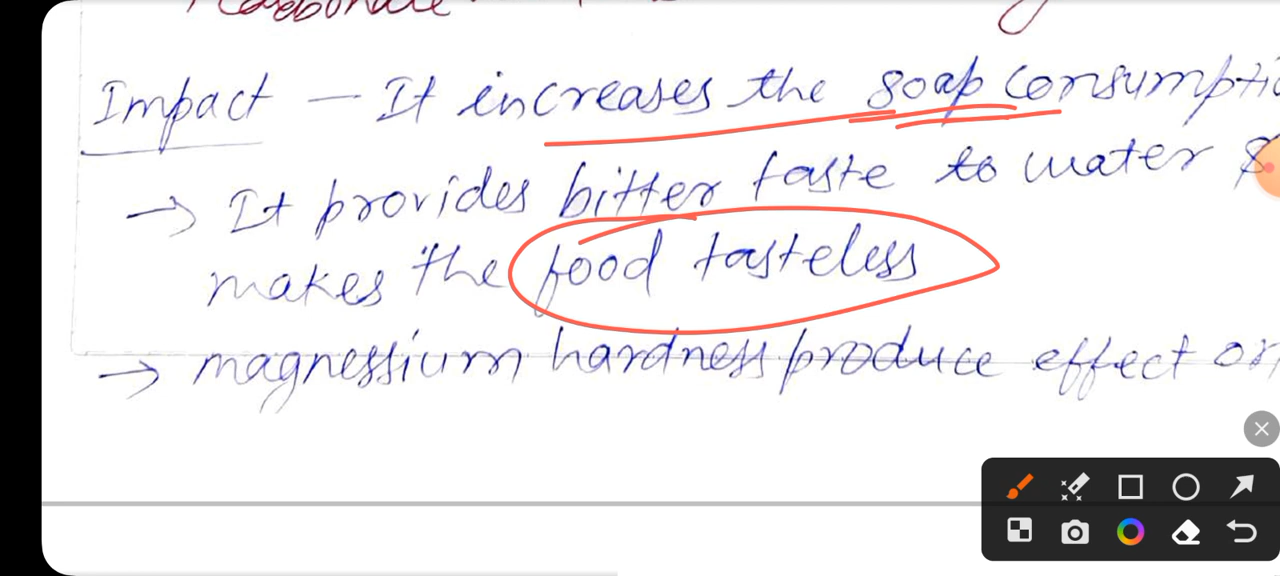 Impact - It increases the soap consumpti
→ It provides bitter taste to water &
makes the food tasteless
→ magnessium hardness produce effect on